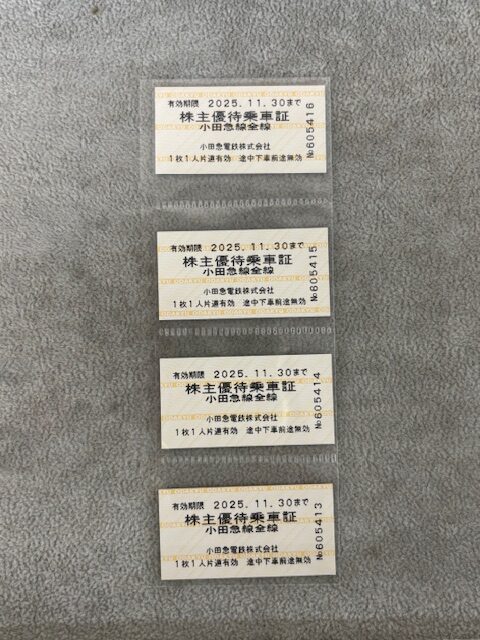 有効期限 2025.11.30まで
株主優待乗車証
小田急線全線
小田急電鉄株式会社
1枚1人片道有効 途中下車前途無効
№605416
有効期限 2025.11.30まで
株主優待乗車証
小田急線全線
小田急電鉄株式会社
1枚1人片道有効 途中下車前途無効
№605415
有効期限 2025.11.30まで
株主優待乗車証
小田急線全線
小田急電鉄株式会社
1枚1人片道有効 途中下車前途無効
№605414
有効期限 2025.11.30まで
株主優待乗車証
小田急線全線
小田急電鉄株式会社
1枚1人片道有効 途中下車前途無効
№605413